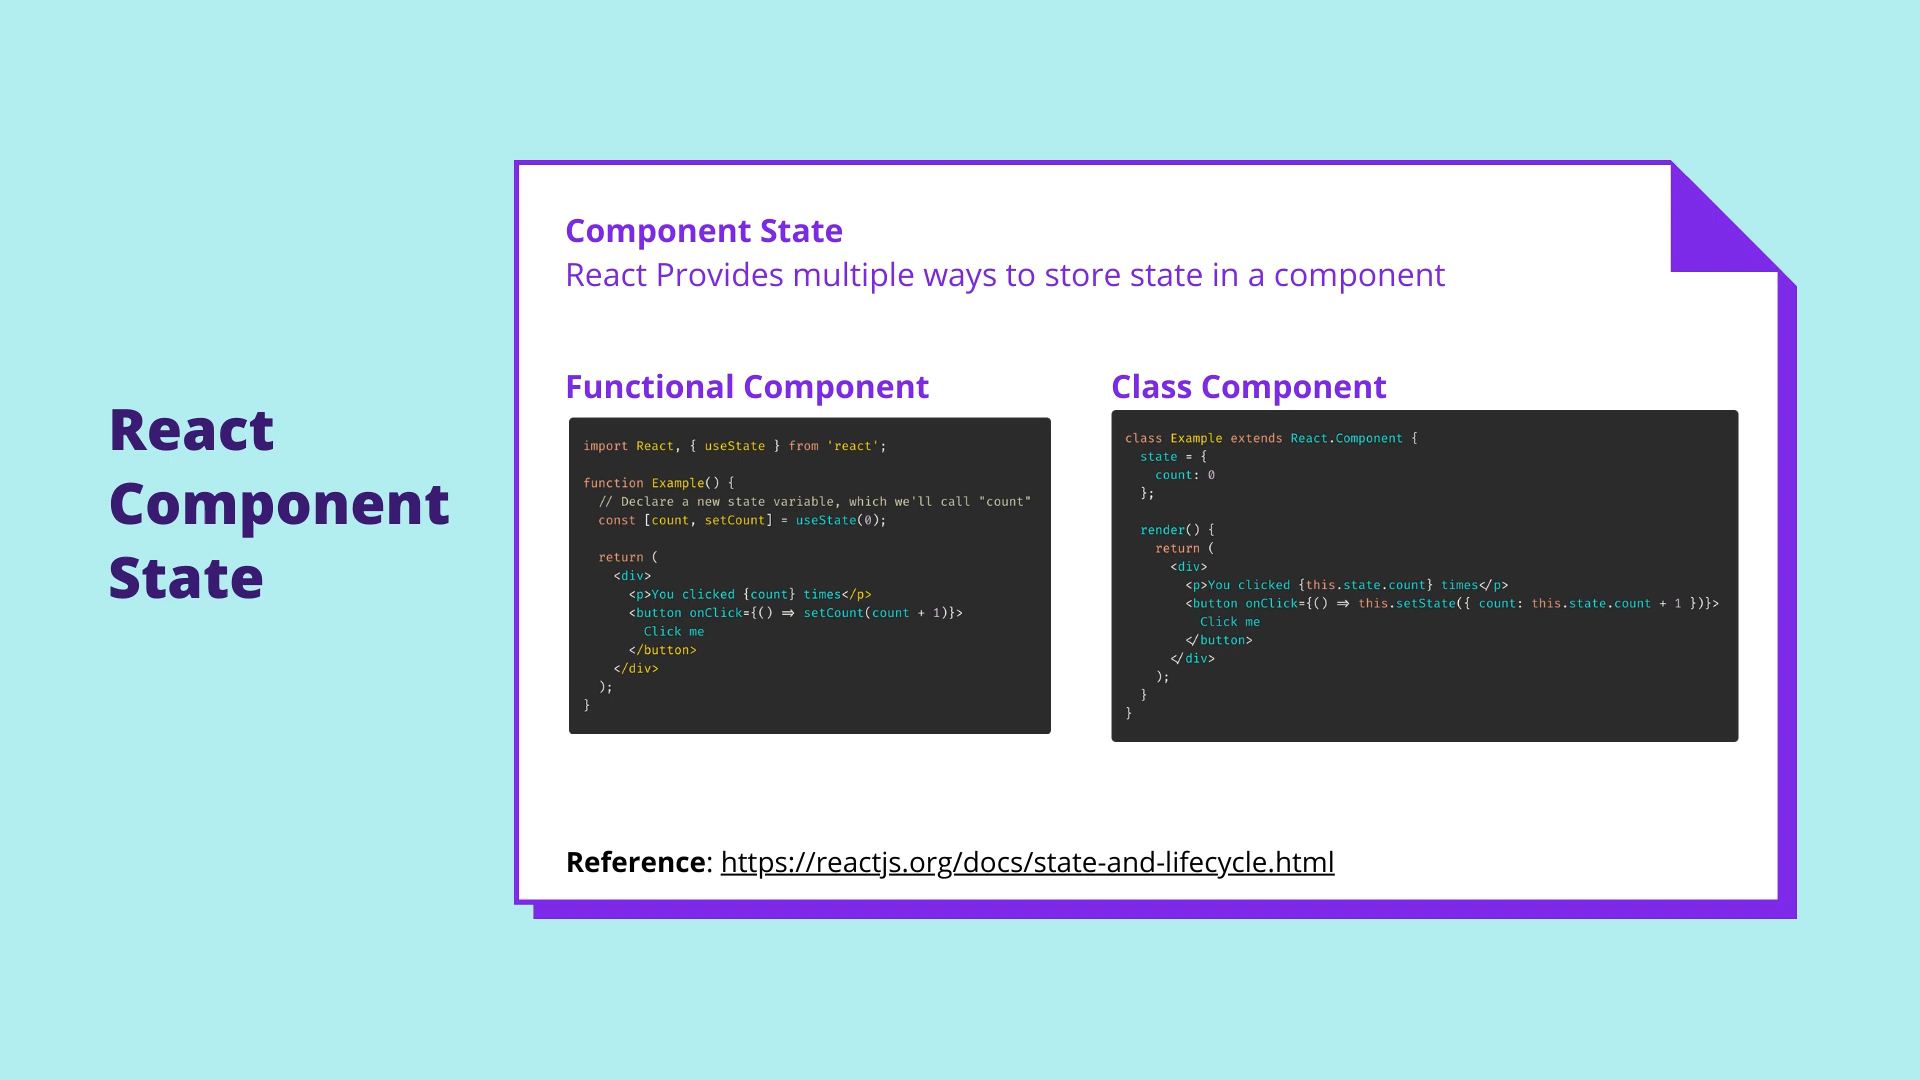 React
Component
State
Component State
React Provides multiple ways to store state in a component
Functional Component
import React, { useState } from 'react';
function Example() {
// Declare a new state variable, which we'll call "count"
const [count, setCount] = useState(0);
return (
<div>
<p>You clicked {count} times</p>
<button onClick={() => setCount(count + 1)}>
Click me
</button>
</div>
);
}
Class Component
class Example extends React.Component {
state = {
count: 0
};
render() {
return (
<div>
<p>You clicked {this.state.count} times</p>
<button onClick={() => this.setState({ count: this.state.count + 1 })}>
Click me
</button>
</div>
);
}
}
Reference: https://reactjs.org/docs/state-and-lifecycle.html